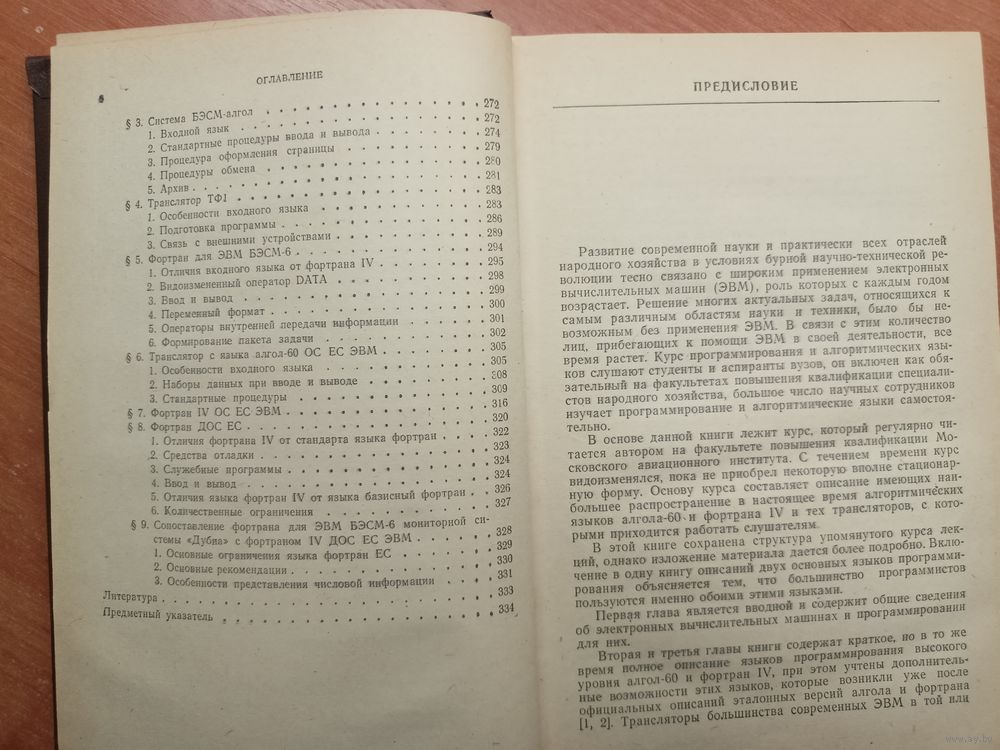 6
ОГЛАВЛЕНИЕ
§ 3. Система БЭСМ-алгол . . . 272
1. Входной язык . . . 272
2. Стандартные процедуры ввода и вывода . . . 274
3. Процедура оформления страницы . . . 279
4. Процедуры обмена . . . 280
5. Архив . . . 281
§ 4. Транслятор ТФ1 . . . 283
1. Особенности входного языка . . . 283
2. Подготовка программы . . . 286
3. Связь с внешними устройствами . . . 289
§ 5. Фортран для ЭВМ БЭСМ-6 . . . 294
1. Отличия входного языка от фортрана IV . . . 295
2. Видоизмененный оператор DATA . . . 298
3. Ввод и вывод . . . 299
4. Переменный формат . . . 300
5. Операторы внутренней передачи информации . . . 301
6. Формирование пакета задачи . . . 302
§ 6. Транслятор с языка алгол-60 ОС ЕС ЭВМ . . . 305
1. Особенности входного языка . . . 305
2. Наборы данных при вводе и выводе . . . 308
3. Стандартные процедуры . . . 309
§ 7. Фортран IV ОС ЕС ЭВМ . . . 316
§ 8. Фортран ДОС ЕС . . . 320
1. Отличия фортрана IV от стандарта языка фортран . . . 322
2. Средства отладки . . . 323
3. Служебные программы . . . 324
4. Ввод и вывод . . . 324
5. Отличия языка фортран IV от языка базисный фортран . . . 326
6. Количественные ограничения . . . 327
§ 9. Сопоставление фортрана для ЭВМ БЭСМ-6 мониторной си-
стемы «Дубна» с фортраном IV ДОС ЕС ЭВМ . . . 328
1. Основные ограничения языка фортран ЕС . . . 329
2. Основные рекомендации . . . 330
3. Особенности представления числовой информации . . . 331
Литература . . . 333
Предметный указатель . . . 334
ПРЕДИСЛОВИЕ
Развитие современной науки и практически всех отраслей
народного хозяйства в условиях бурной научно-технической ре-
волюции тесно связано с широким применением электронных
вычислительных машин (ЭВМ), роль которых с каждым годом
возрастает. Решение многих актуальных задач, относящихся к
самым различным областям науки и техники, было бы не-
возможным без применения ЭВМ. В связи с этим количество
лиц, прибегающих к помощи ЭВМ в своей деятельности, все
время растет. Курс программирования и алгоритмических язы-
ков слушают студенты и аспиранты вузов, он включен как обя-
зательный на факультетах повышения квалификации специали-
стов народного хозяйства, большое число научных сотрудников
изучает программирование и алгоритмические языки самостоя-
тельно.
В основе данной книги лежит курс, который регулярно чи-
тается автором на факультете повышения квалификации Мо-
сковского авиационного института. С течением времени курс
видоизменялся, пока не приобрел некоторую вполне стационар-
ную форму. Основу курса составляет описание имеющих наи-
большее распространение в настоящее время алгоритмических
языков алгола-60 и фортрана IV и тех трансляторов, с кото-
рыми приходится работать слушателям.
В этой книге сохранена структура упомянутого курса лек-
ций, однако изложение материала дается более подробно. Вклю-
чение в одну книгу описаний двух основных языков программи-
рования объясняется тем, что большинство программистов
пользуются именно обоими этими языками.
Первая глава является вводной и содержит общие сведения
об электронных вычислительных машинах и программировании
для них.
Вторая и третья главы книги содержат краткое, но в то же
время полное описание языков программирования высокого
уровня алгол-60 и фортран IV, при этом учтены дополнитель-
ные возможности этих языков, которые возникли уже после
официальных описаний эталонных версий алгола и фортрана
[1, 2]. Трансляторы большинства современных ЭВМ в той или
www.ay.by